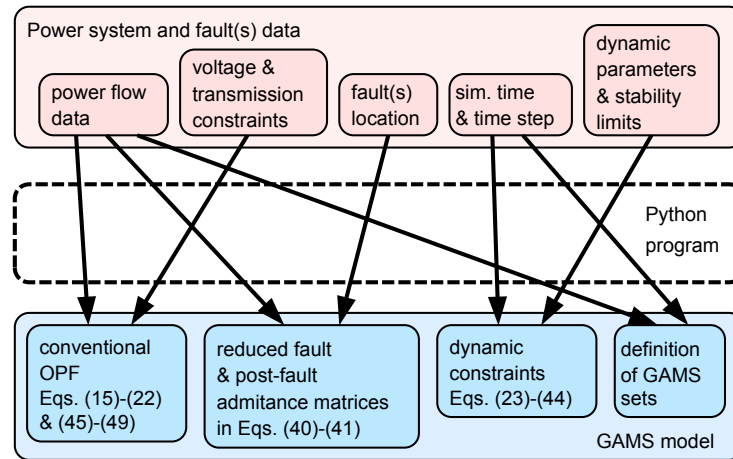 Power system and fault(s) data
power flow
data
voltage &
transmission
constraints
fault(s)
location
sim. time
& time step
dynamic
parameters
& stability
limits
Python
program
conventional
OPF
Eqs. (15)-(22)
& (45)-(49)
reduced fault
& post-fault
admitance matrices
in Eqs. (40)-(41)
dynamic
constraints
Eqs. (23)-(44)
definition
of GAMS
sets
GAMS model